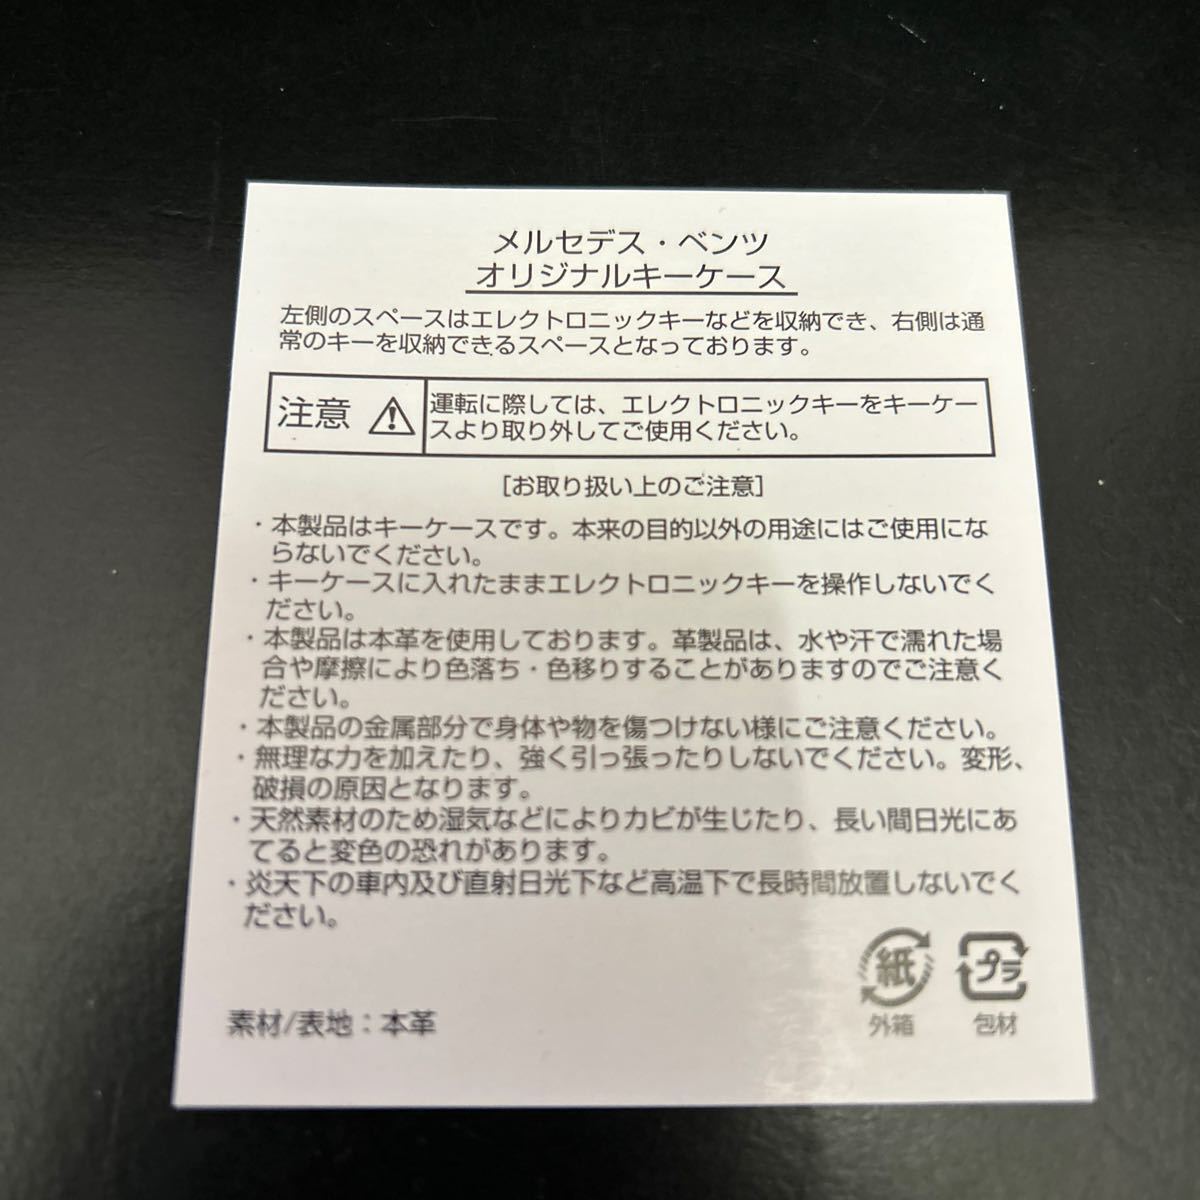 メルセデス・ベンツ
オリジナルキーケース
左側のスペースはエレクトロニックキーなどを収納でき、右側は通
常のキーを収納できるスペースとなっております。
注意
運転に際しては、エレクトロニックキーをキーケー
スより取り外してご使用ください。
[お取り扱い上のご注意]
・本製品はキーケースです。本来の目的以外の用途にはご使用にな
らないでください。
・キーケースに入れたままエレクトロニックキーを操作しないでく
ださい。
・本製品は本革を使用しております。革製品は、水や汗で濡れた場
合や摩擦により色落ち・色移りすることがありますのでご注意く
ださい。
・本製品の金属部分で身体や物を傷つけない様にご注意ください。
・無理な力を加えたり、強く引っ張ったりしないでください。変形、
破損の原因となります。
・天然素材のため湿気などによりカビが生じたり、長い間日光にあ
てると変色の恐れがあります。
・炎天下の車内及び直射日光下など高温下で長時間放置しないでく
ださい。
紙 プラ
外箱 包材
素材/表地：本革